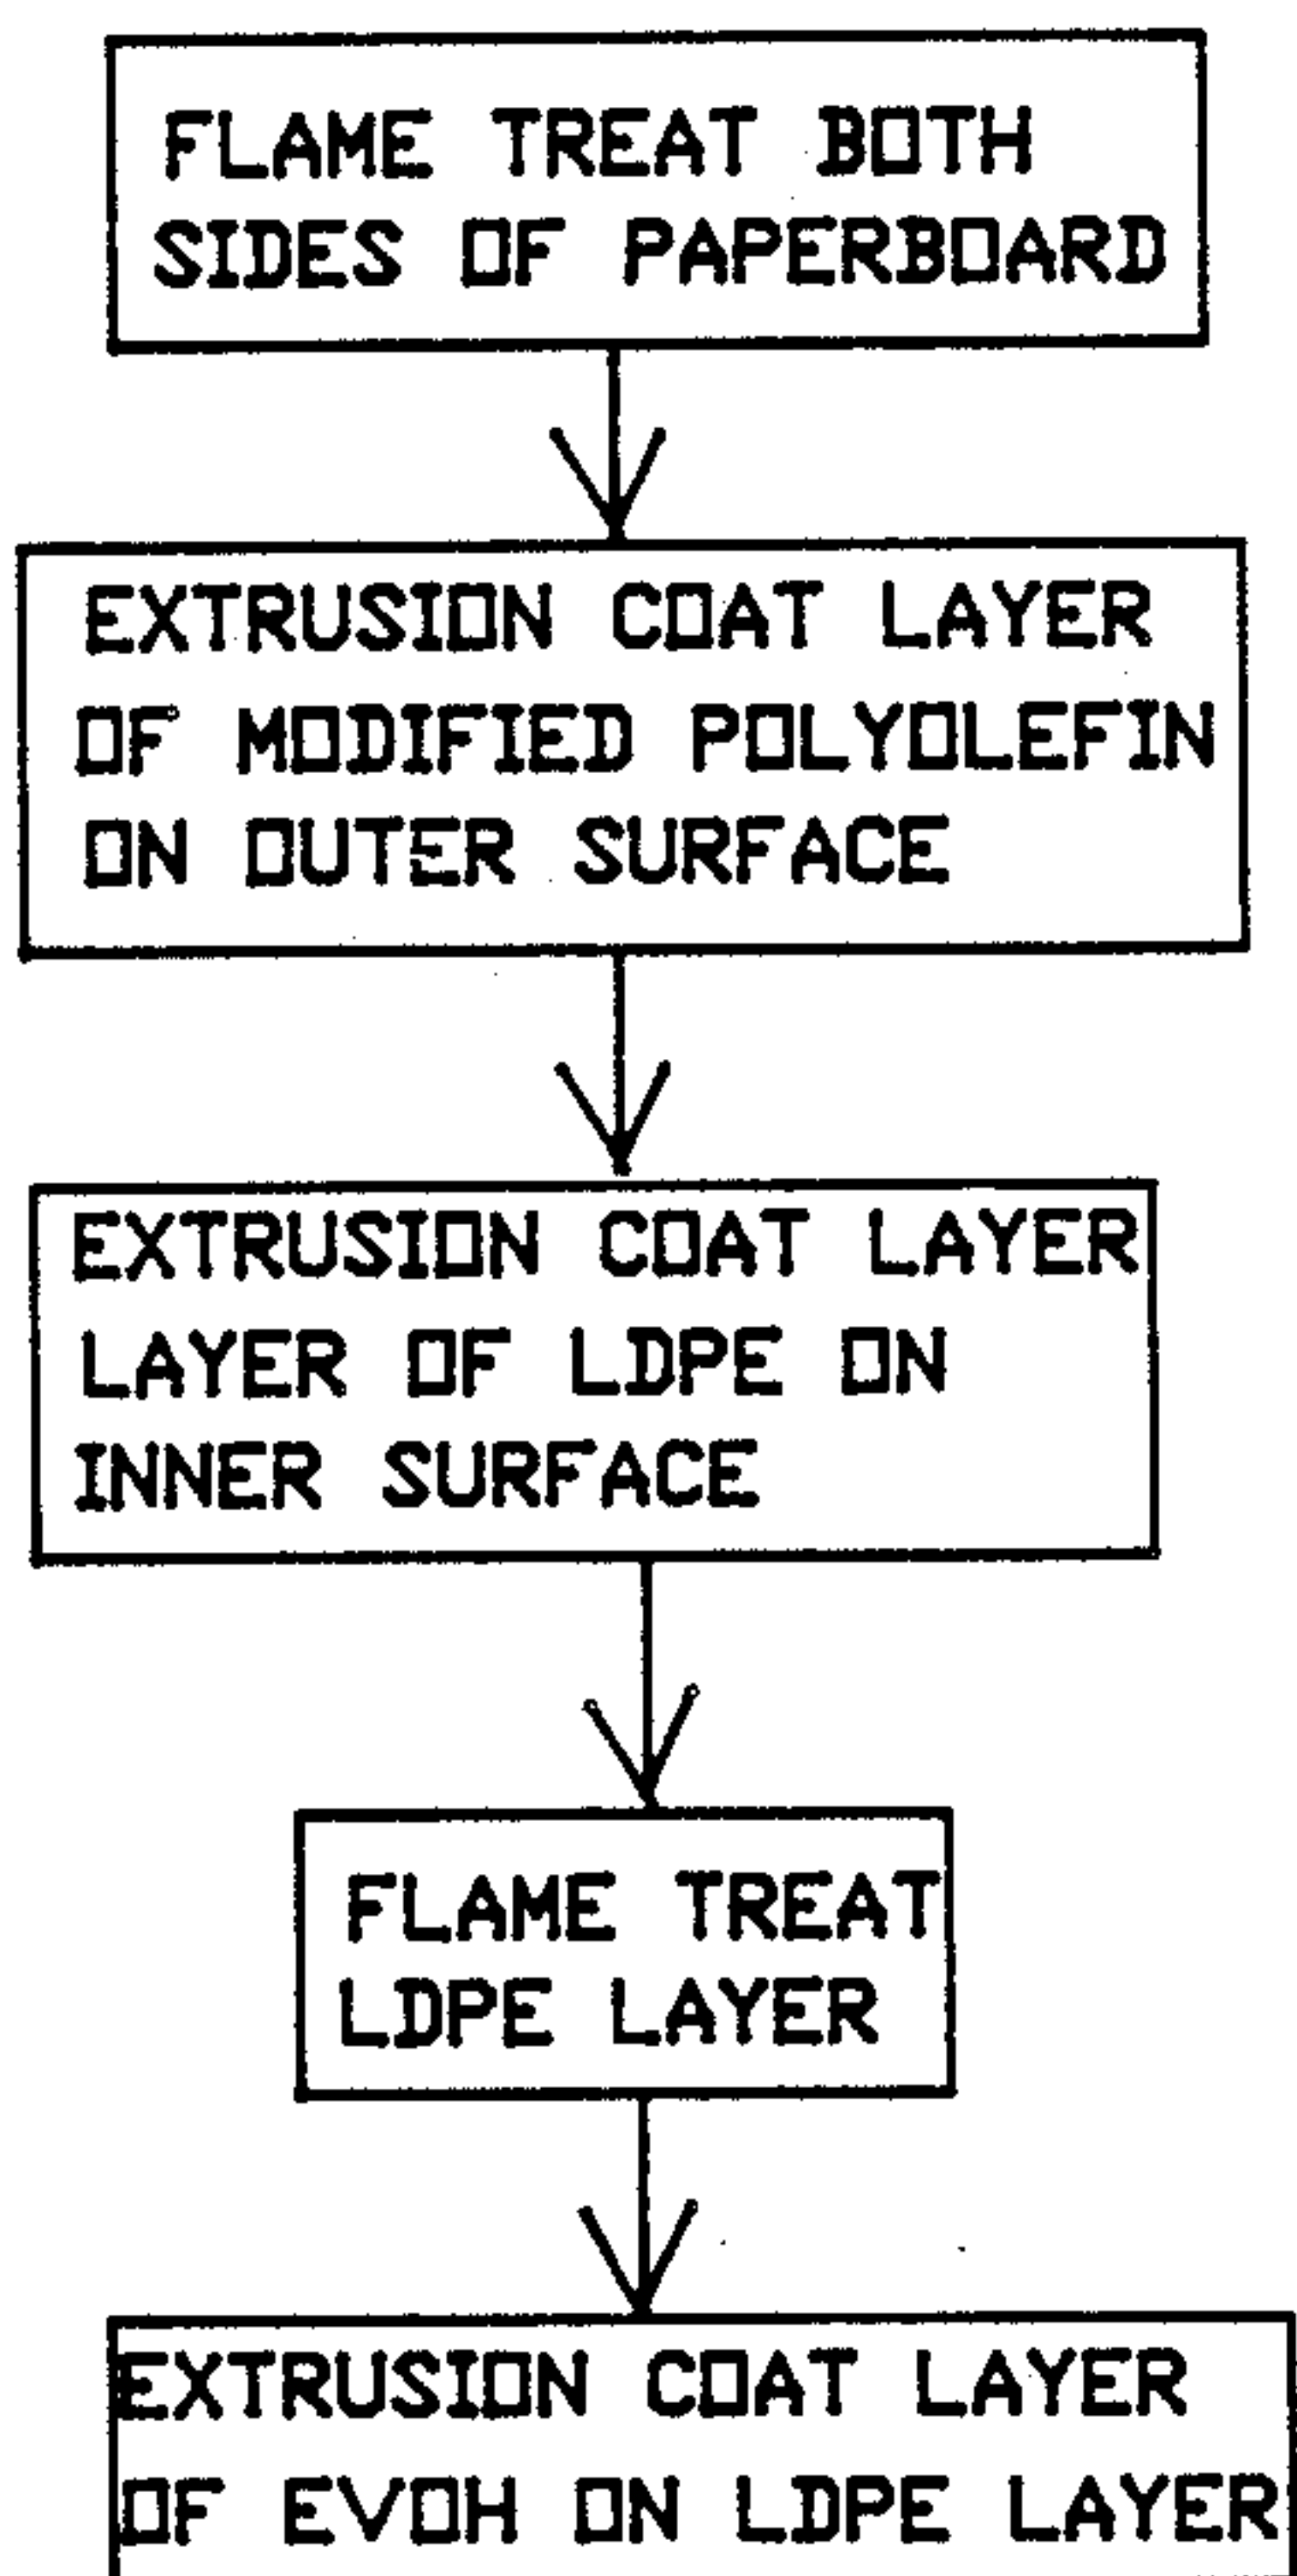 FLAME TREAT BOTH
SIDES OF PAPERBOARD
EXTRUSION COAT LAYER
OF MODIFIED POLYOLEFIN
ON OUTER SURFACE
EXTRUSION COAT LAYER
LAYER OF LDPE ON
INNER SURFACE
FLAME TREAT
LDPE LAYER
EXTRUSION COAT LAYER
OF EVOH ON LDPE LAYER